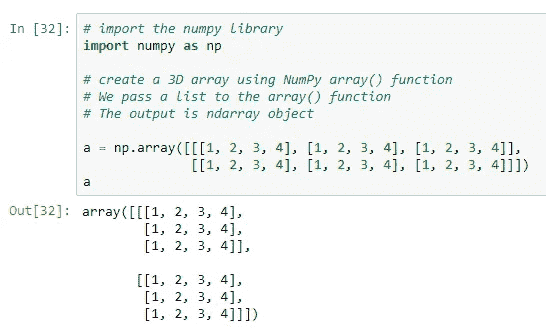 In [32]: # import the numpy library
import numpy as np
# create a 3D array using NumPy array() function
# We pass a list to the array() function
# The output is ndarray object
a = np.array([[[1, 2, 3, 4], [1, 2, 3, 4], [1, 2, 3, 4]],
[[1, 2, 3, 4], [1, 2, 3, 4], [1, 2, 3, 4]]])
a
Out[32]: array([[[1, 2, 3, 4],
[1, 2, 3, 4],
[1, 2, 3, 4]],
[[1, 2, 3, 4],
[1, 2, 3, 4],
[1, 2, 3, 4]]])